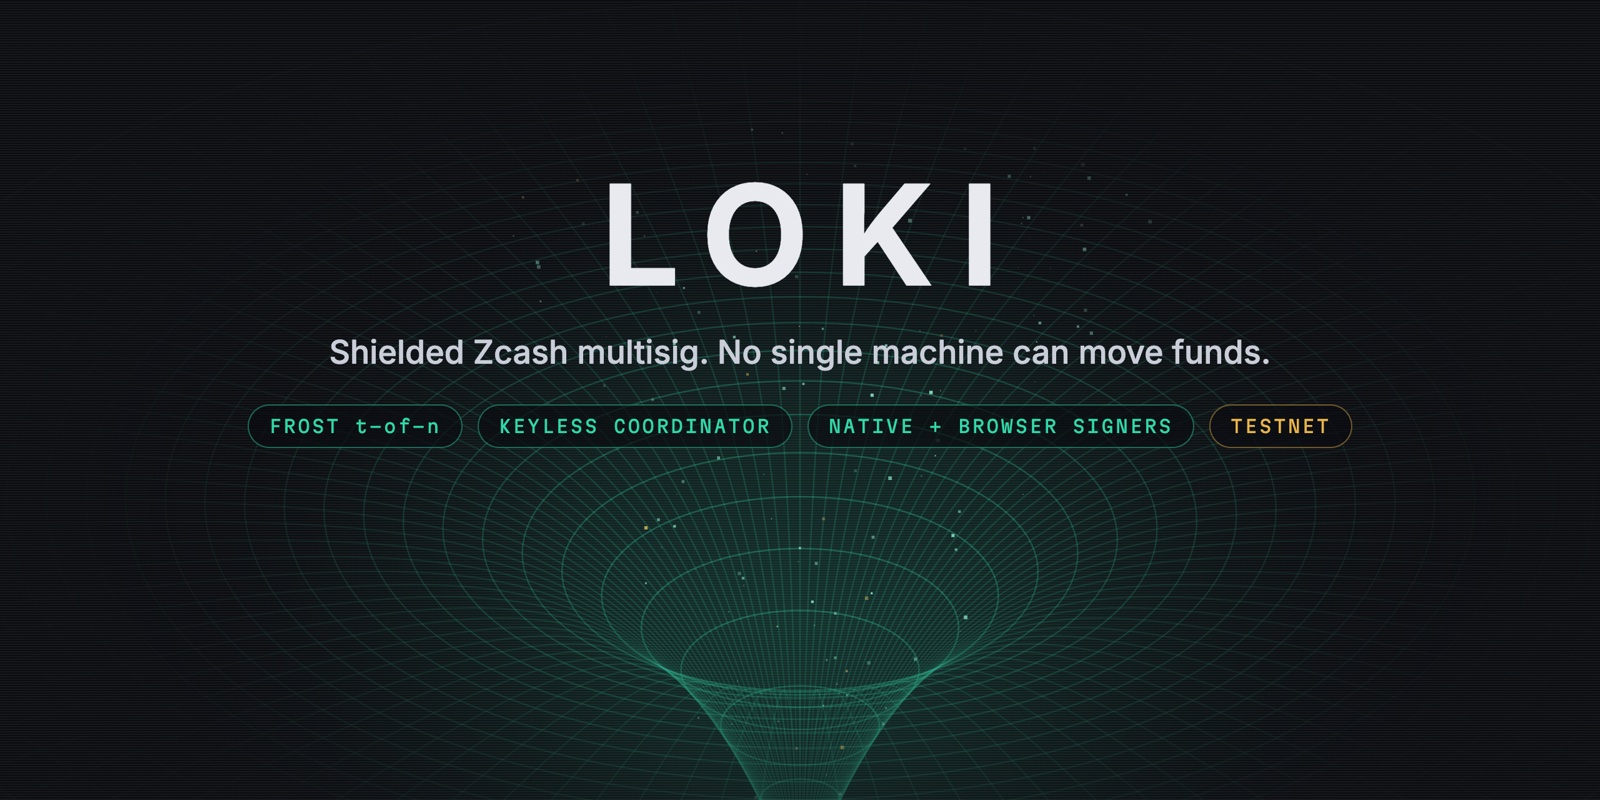 LOKI
Shielded Zcash multisig. No single machine can move funds.
FROST t-of-n KEYLESS COORDINATOR NATIVE + BROWSER SIGNERS TESTNET